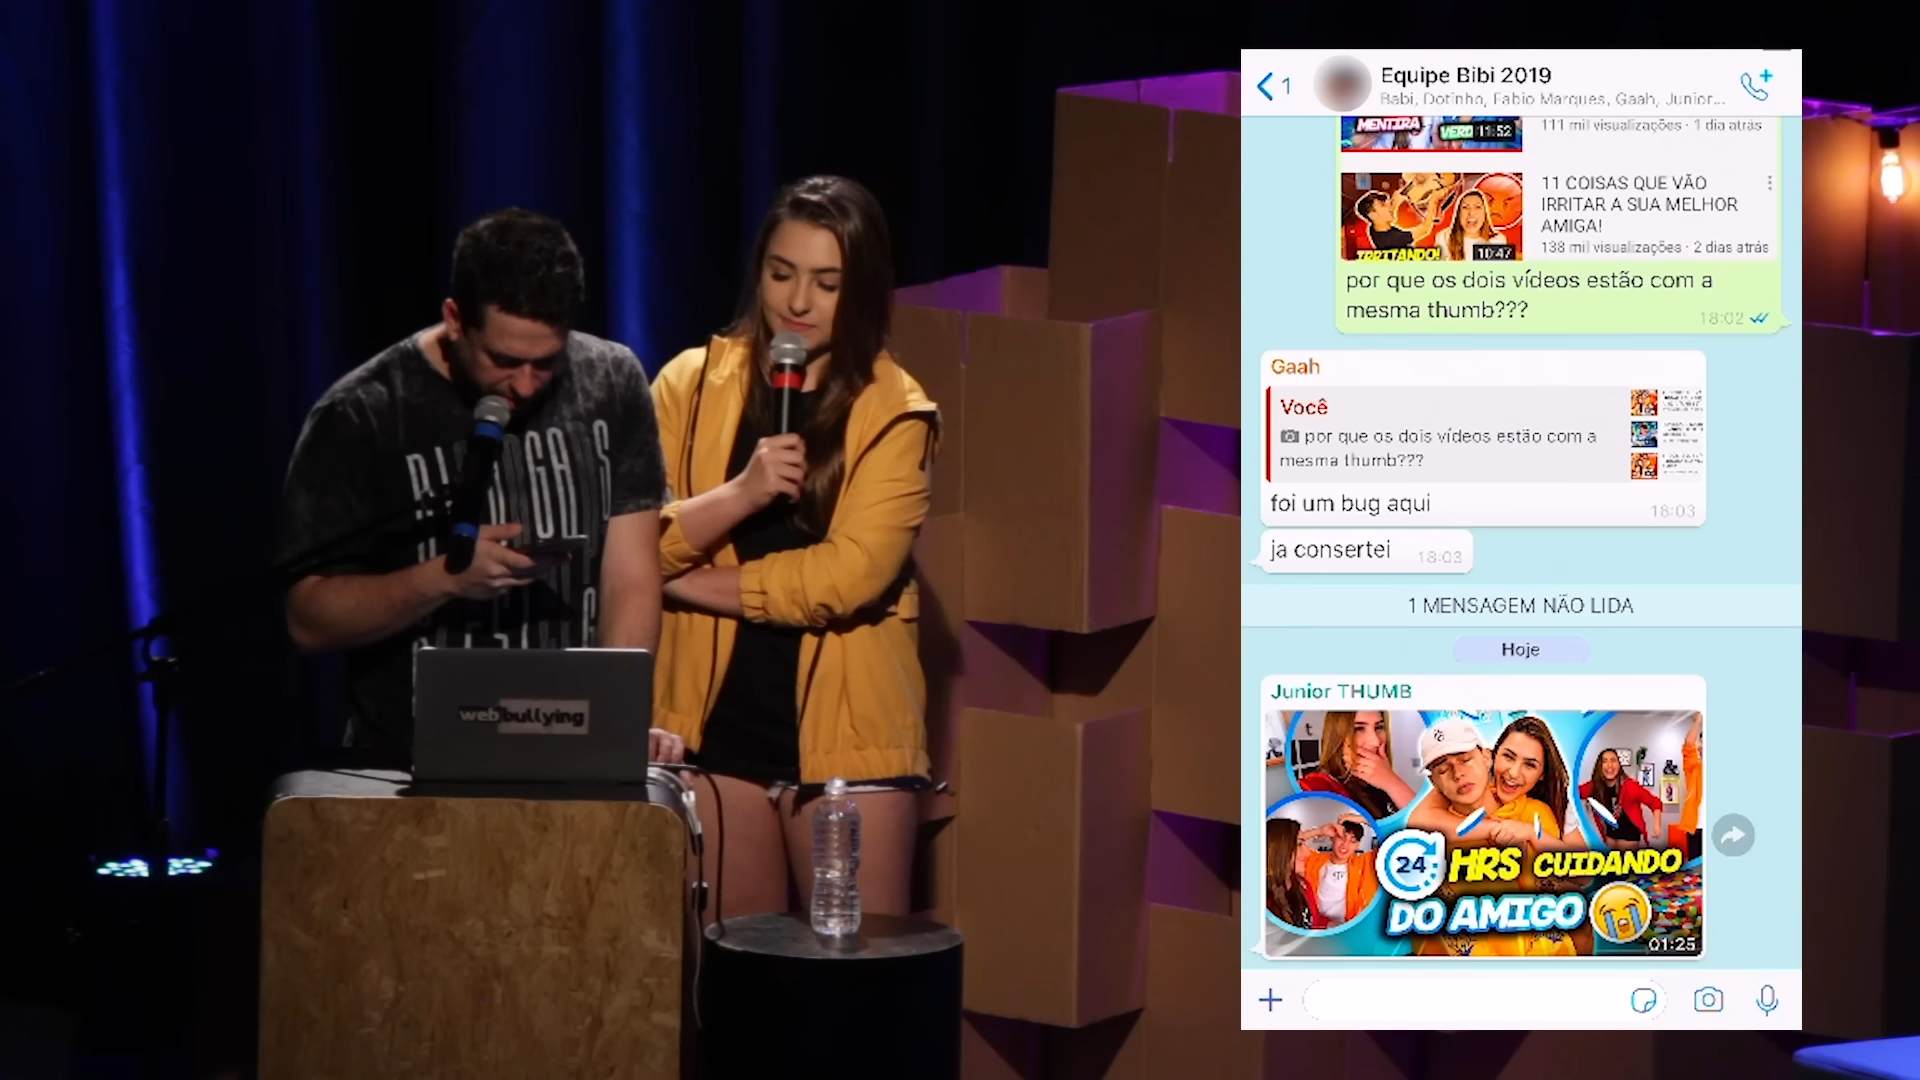 webbullying
1
Equipe Bibi 2019
Babi, Dotinho, Fabio Marques, Gaah, Junior...
MENTIRA
VERD
11:52
111 mil visualizações · 1 dia atrás
11 COISAS QUE VÃO
IRRITAR A SUA MELHOR
AMIGA!
138 mil visualizações · 2 dias atrás
IRRITANDO!
10:47
por que os dois vídeos estão com a
mesma thumb???
18:02
Gaah
Você
por que os dois vídeos estão com a
mesma thumb???
foi um bug aqui
18:03
ja consertei
18:03
1 MENSAGEM NÃO LIDA
Hoje
Junior THUMB
24 HRS CUIDANDO
DO AMIGO
01:25